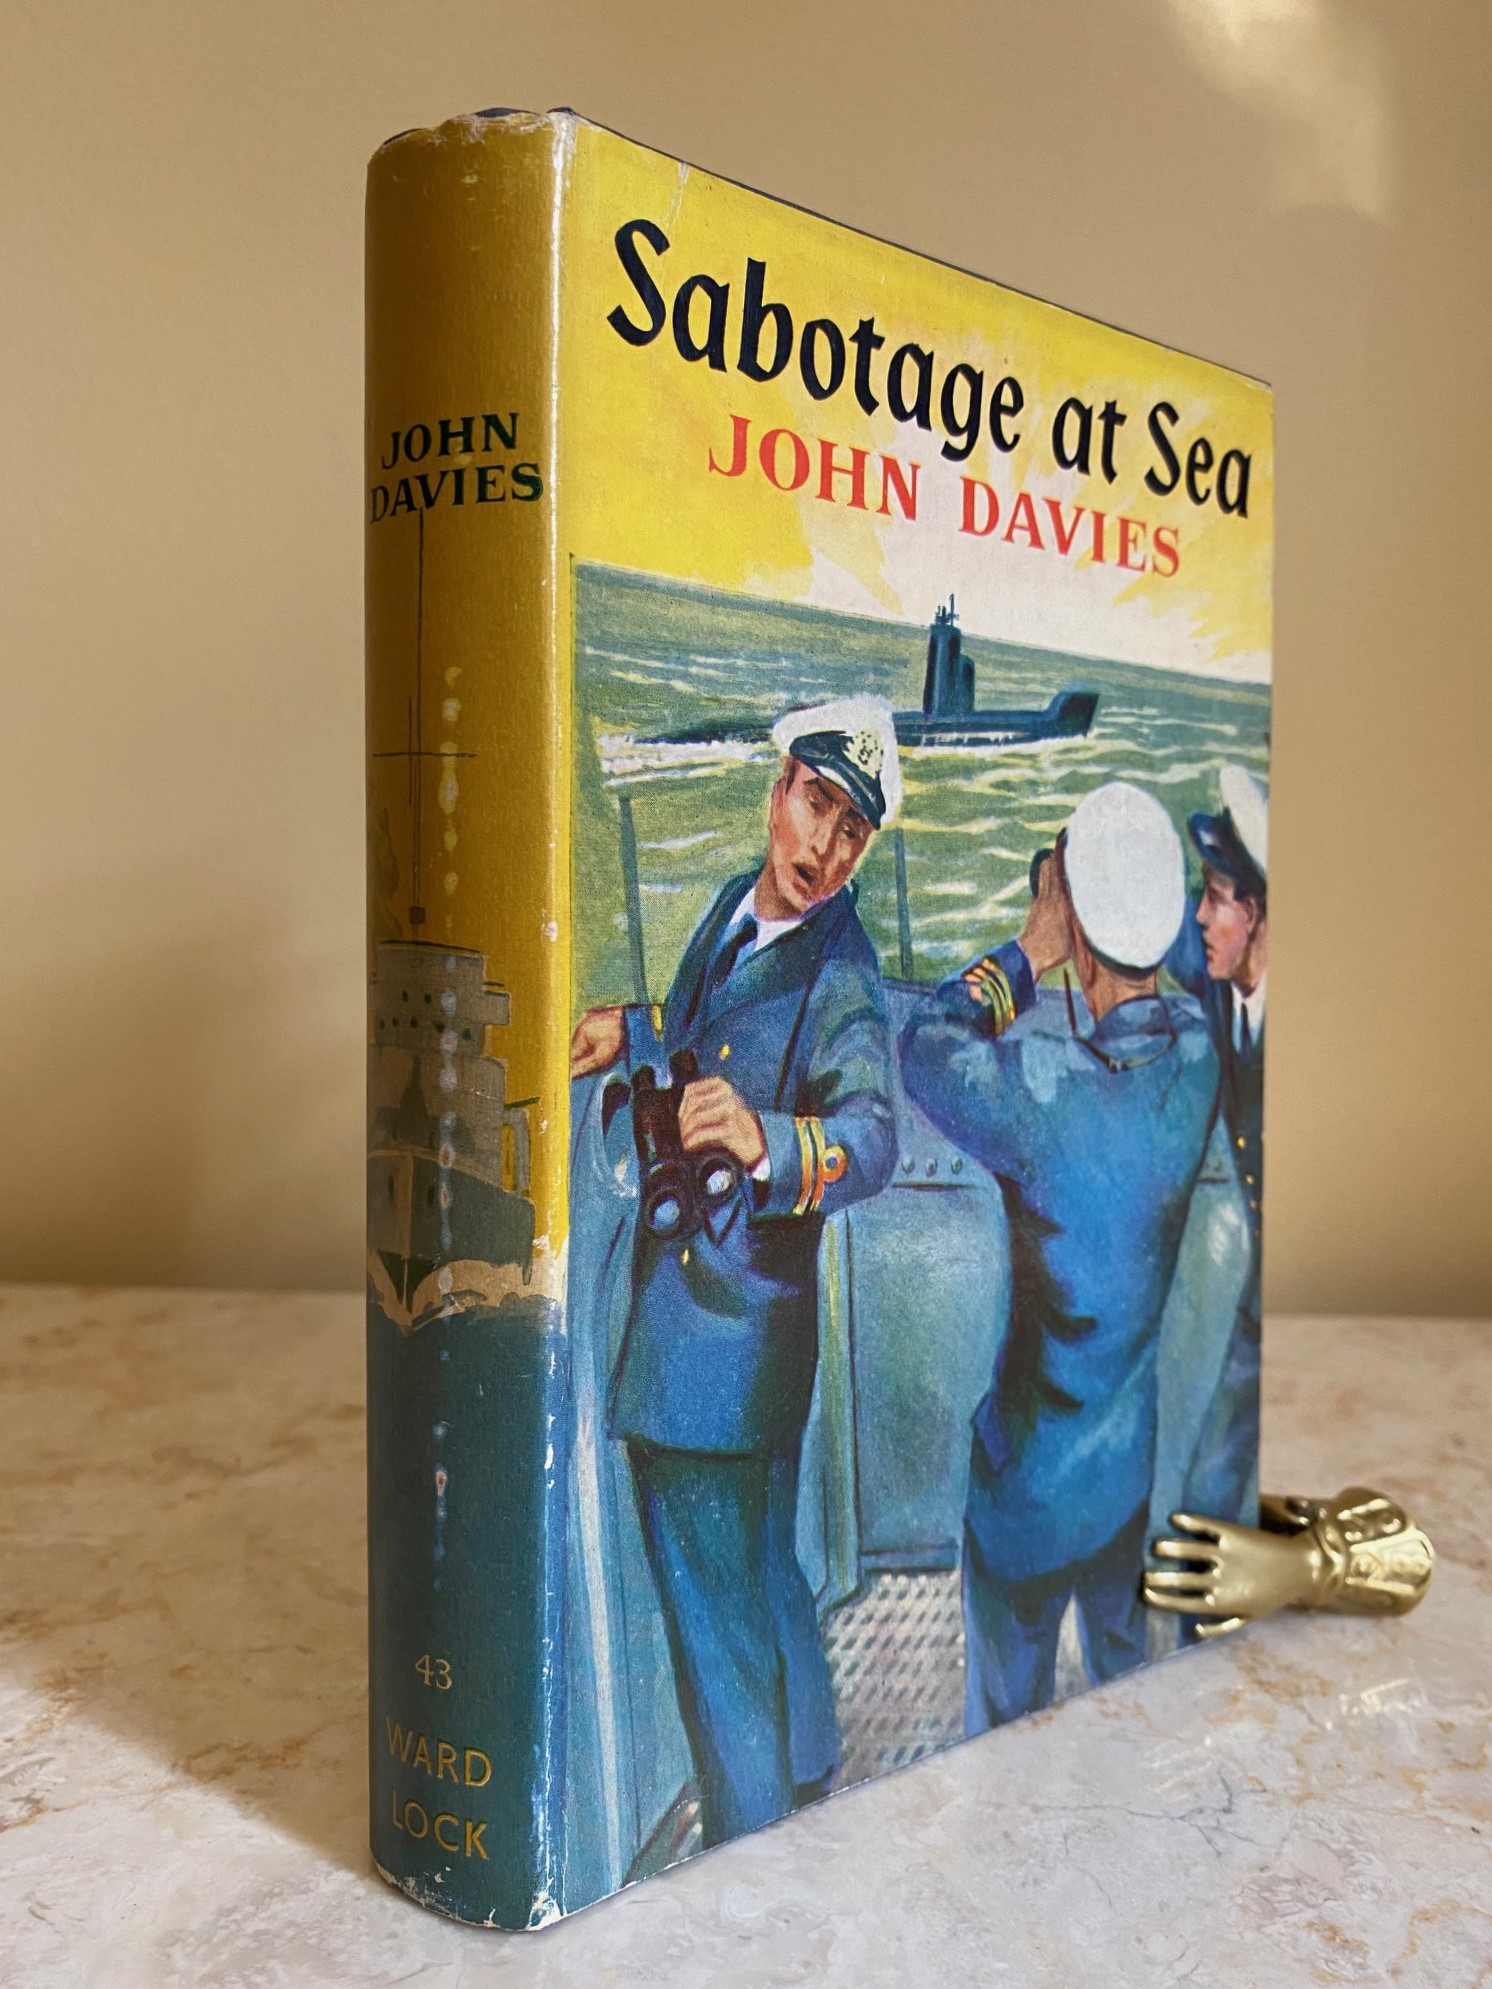 JOHN
DAVIES
43
WARD
LOCK
Sabotage at Sea
JOHN DAVIES